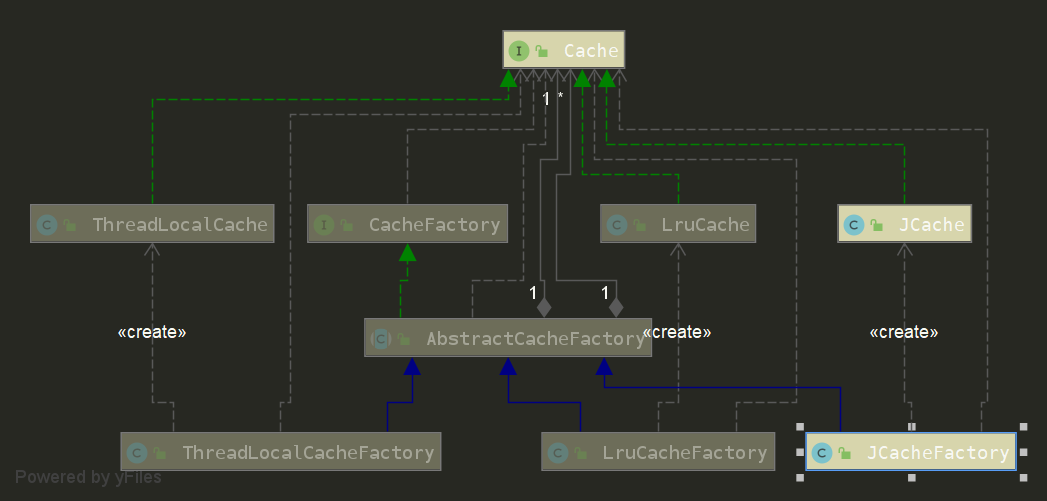 Cache
1 *
ThreadLocalCache
CacheFactory
LruCache
JCache
1
1
«create»
«create»
«create»
AbstractCacheFactory
ThreadLocalCacheFactory
LruCacheFactory
JCacheFactory
Powered by yFiles